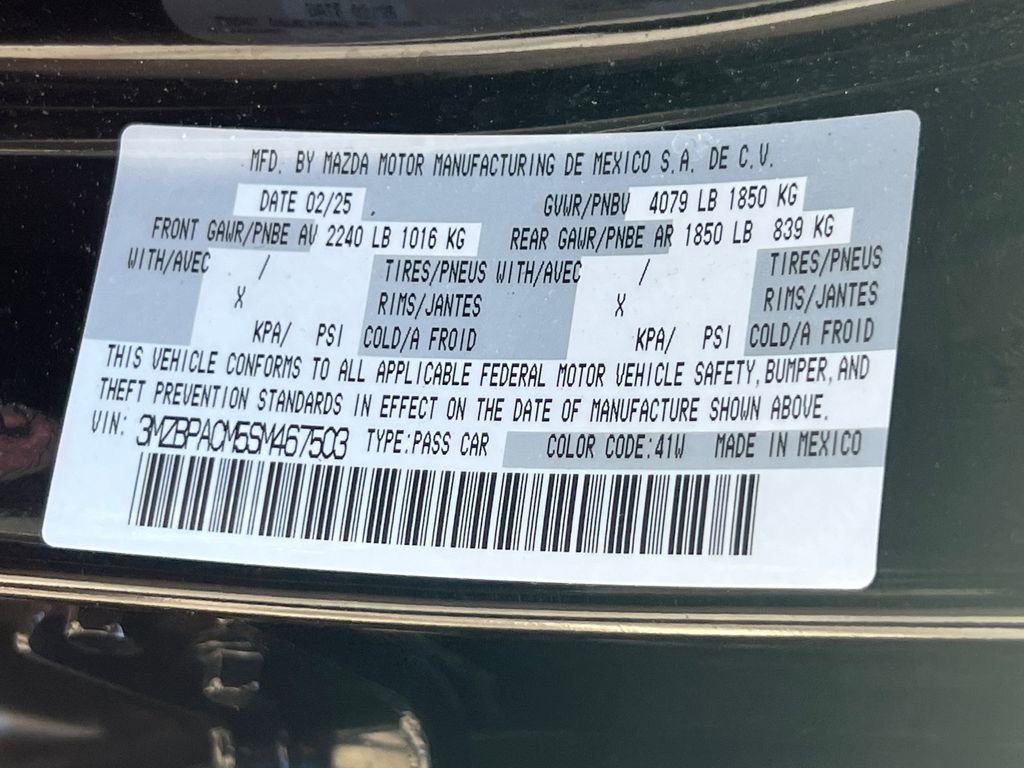 MFD. BY MAZDA MOTOR MANUFACTURING DE MEXICO S.A. DE C.V.
DATE 02/25 GVWR/PNBV 4079 LB 1850 KG
FRONT GAWR/PNBE AV 2240 LB 1016 KG REAR GAWR/PNBE AR 1850 LB 839 KG
WITH/AVEC / TIRES/PNEUS WITH/AVEC / TIRES/PNEUS
X RIMS/JANTES X RIMS/JANTES
KPA/ PSI COLD/A FROID KPA/ PSI COLD/A FROID
THIS VEHICLE CONFORMS TO ALL APPLICABLE FEDERAL MOTOR VEHICLE SAFETY, BUMPER, AND
THEFT PREVENTION STANDARDS IN EFFECT ON THE DATE OF MANUFACTURE SHOWN ABOVE.
VIN: 3MZBPACM5SM467503 TYPE:PASS CAR COLOR CODE:41W MADE IN MEXICO